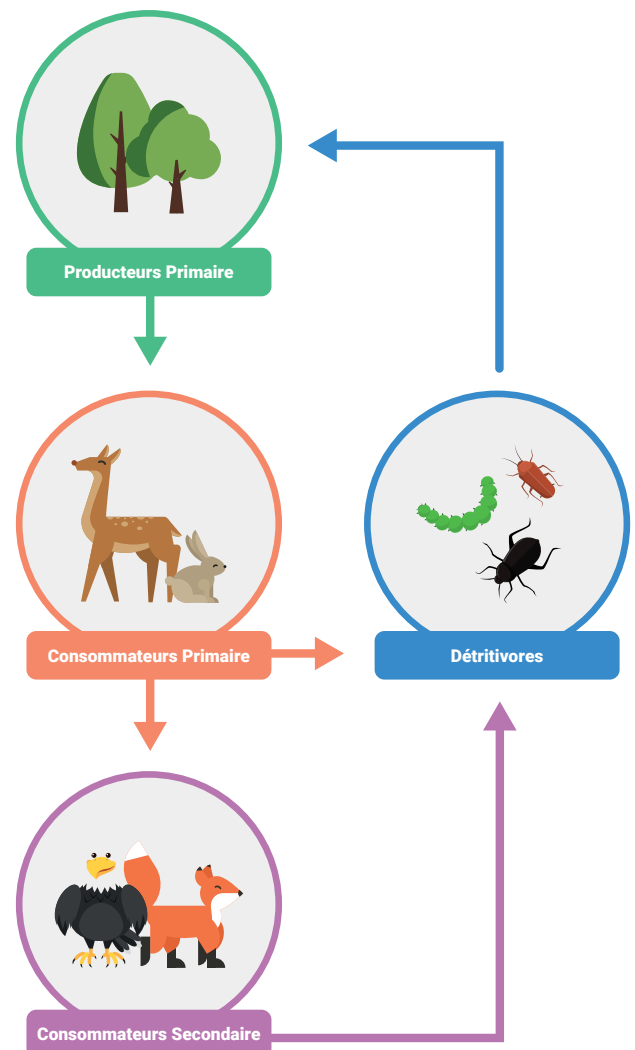 Producteurs Primaire
Consommateurs Primaire
Détritivores
Consommateurs Secondaire